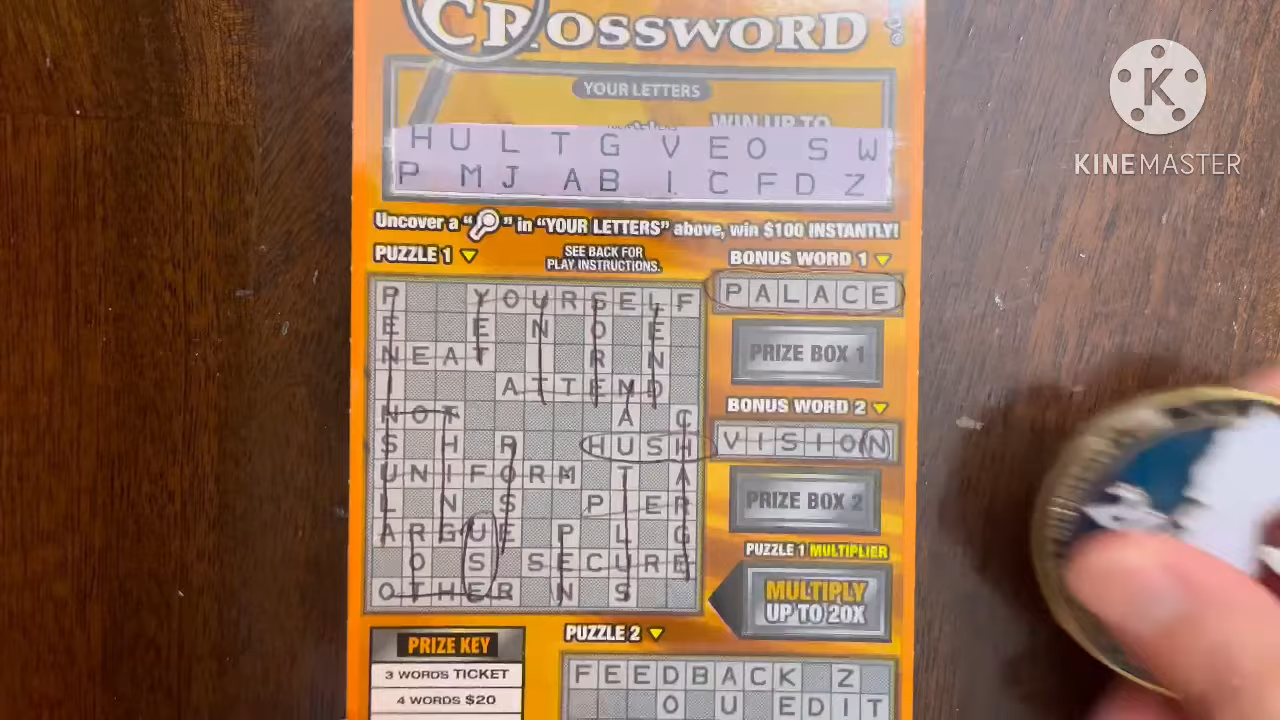 CROSSWORD
YOUR LETTERS
WIN UP TO
H U L T G V E O S W
P M J A B I C F D Z
KINEMASTER
Uncover a " " in "YOUR LETTERS" above, win $100 INSTANTLY!
PUZZLE 1
SEE BACK FOR
PLAY INSTRUCTIONS.
BONUS WORD 1
PALACE
PRIZE BOX 1
BONUS WORD 2
VISION
PRIZE BOX 2
PUZZLE 1 MULTIPLIER
MULTIPLY
UP TO 20X
P YOURSELF
E E N O E
NEAT R N
ATTEND
NOT A C
S H R HUSH
UNIFORM T A
L N S PIER
ARGUE P L G
O S SECURE
OTHER N S
PRIZE KEY
3 WORDS TICKET
4 WORDS $20
PUZZLE 2
FEEDBACK Z
O U EDIT